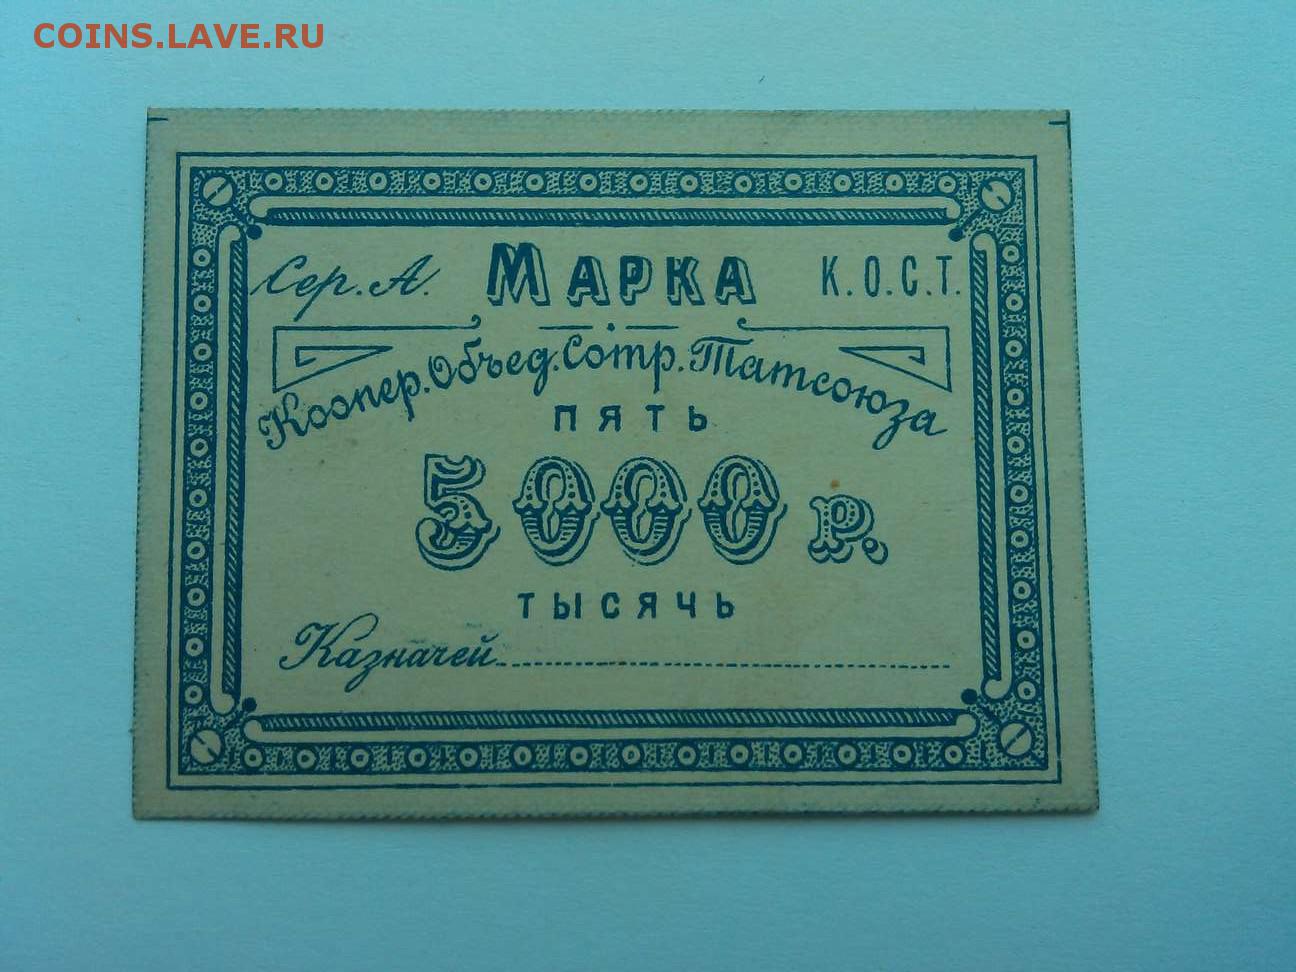 COINS.LAVE.RU
Сер. А. МАРКА К.О.С.Т.
Коопер. Объед. Сотр. Татсоюза
ПЯТЬ
5000 р.
ТЫСЯЧЬ
Казначей